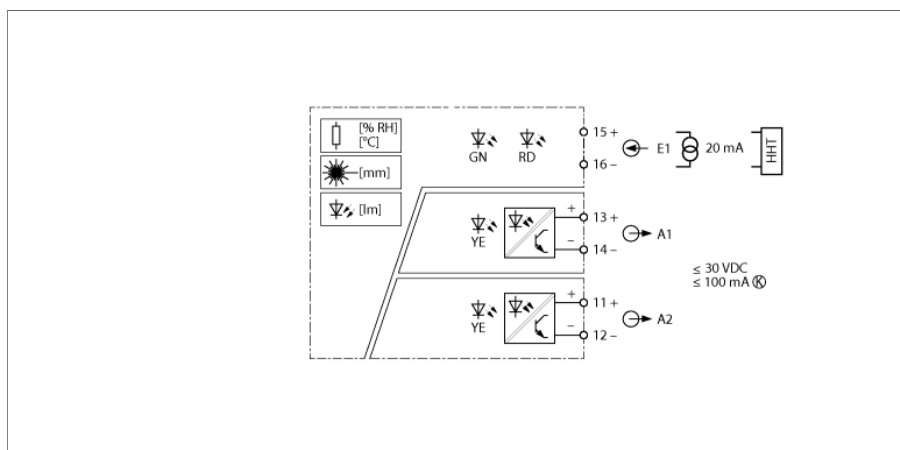 [% RH]
[°C]
[mm]
[lm]
GN
RD
15 +
16 –
E1
20 mA
HHT
YE
+
–
13 +
14 –
A1
≤ 30 VDC
≤ 100 mA Ⓚ
YE
+
–
11 +
12 –
A2